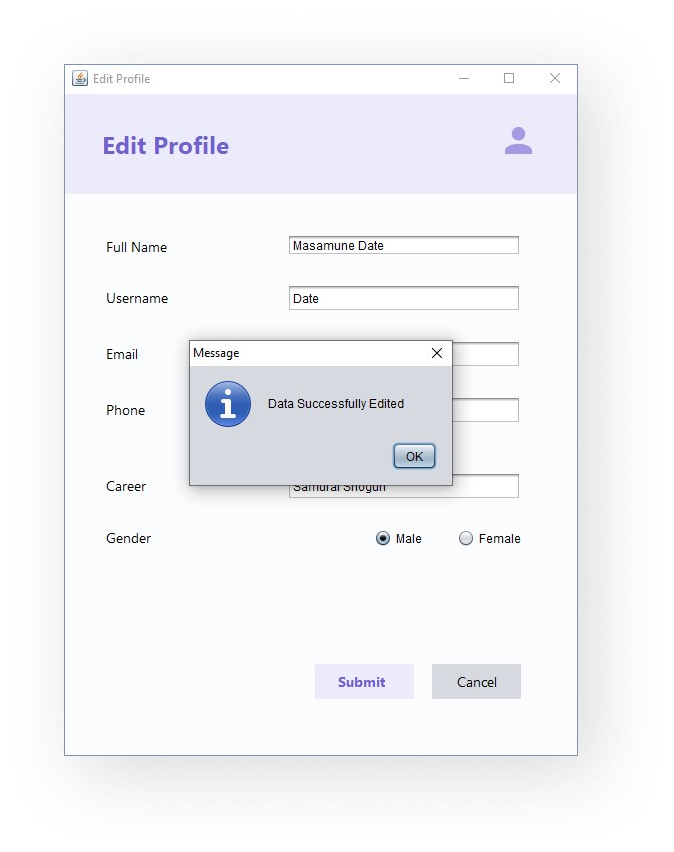 Edit Profile
Edit Profile
Full Name
Masamune Date
Username
Date
Email
Message
Data Successfully Edited
OK
Phone
Career
Samurai Shogun
Gender
Male
Female
Submit
Cancel